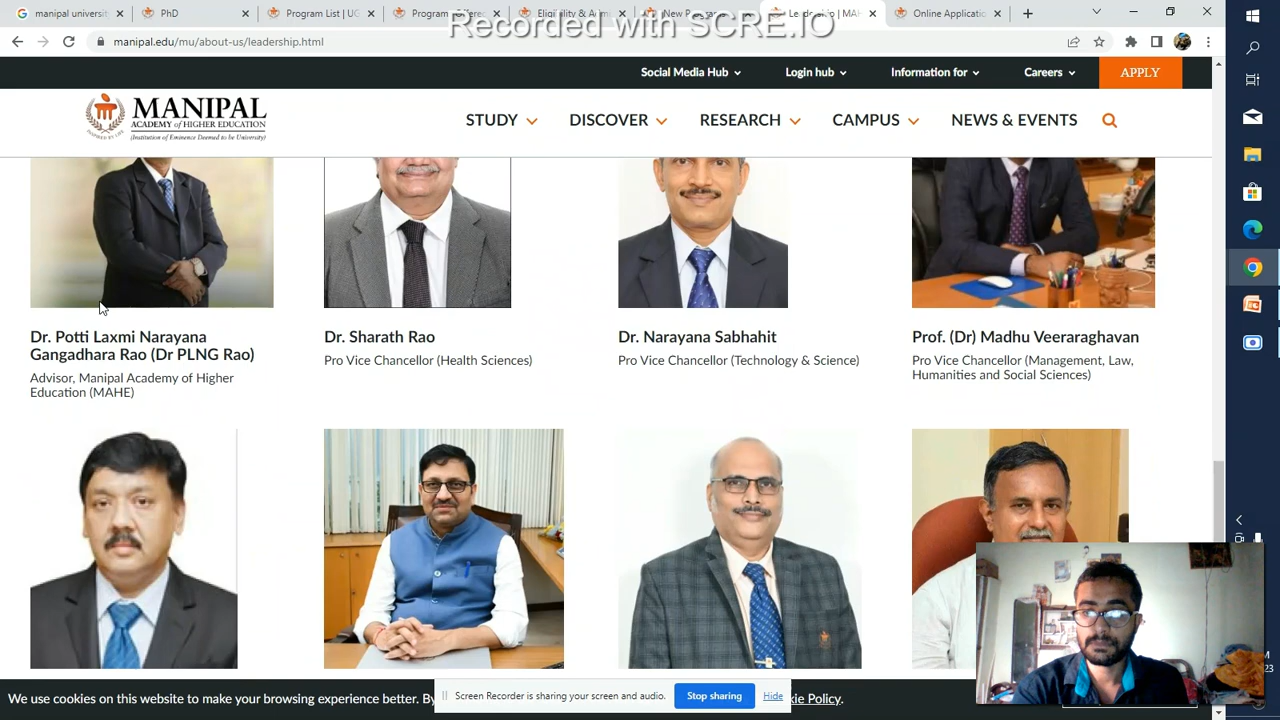 manipal university
PhD
Program List | UG
Leadership | MAH
Online Applicatio
Recorded with SCRE.IO
manipal.edu/mu/about-us/leadership.html
Social Media Hub
Login hub
Information for
Careers
APPLY
MANIPAL
ACADEMY of HIGHER EDUCATION
(Institution of Eminence Deemed to be University)
INSPIRED BY LIFE
STUDY
DISCOVER
RESEARCH
CAMPUS
NEWS & EVENTS
Dr. Potti Laxmi Narayana
Gangadhara Rao (Dr PLNG Rao)
Advisor, Manipal Academy of Higher
Education (MAHE)
Dr. Sharath Rao
Pro Vice Chancellor (Health Sciences)
Dr. Narayana Sabhahit
Pro Vice Chancellor (Technology & Science)
Prof. (Dr) Madhu Veeraraghavan
Pro Vice Chancellor (Management, Law,
Humanities and Social Sciences)
We use cookies on this website to make your browsing experience better. By
kie Policy.
Screen Recorder is sharing your screen and audio.
Stop sharing
Hide